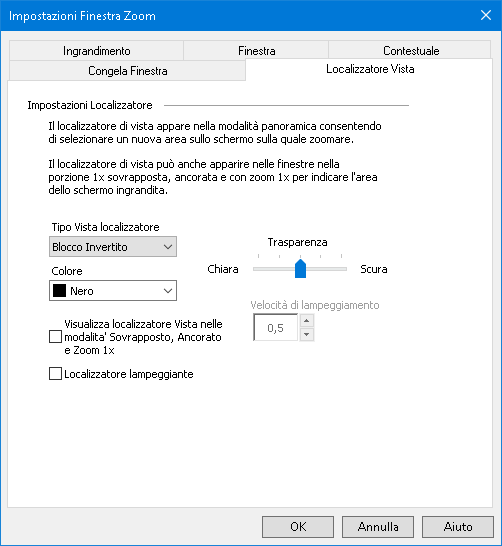 Impostazioni Finestra Zoom
Ingrandimento
Finestra
Contestuale
Congela Finestra
Localizzatore Vista
Impostazioni Localizzatore
Il localizzatore di vista appare nella modalità panoramica consentendo
di selezionare un nuova area sullo schermo sulla quale zoomare.
Il localizzatore di vista può anche apparire nelle finestre nella
porzione 1x sovrapposta, ancorata e con zoom 1x per indicare l'area
dello schermo ingrandita.
Tipo Vista localizzatore
Blocco Invertito
Trasparenza
Chiara
Scura
Colore
Nero
Velocità di lampeggiamento
0,5
Visualizza localizzatore Vista nelle
modalita' Sovrapposto, Ancorato
e Zoom 1x
Localizzatore lampeggiante
OK
Annulla
Aiuto